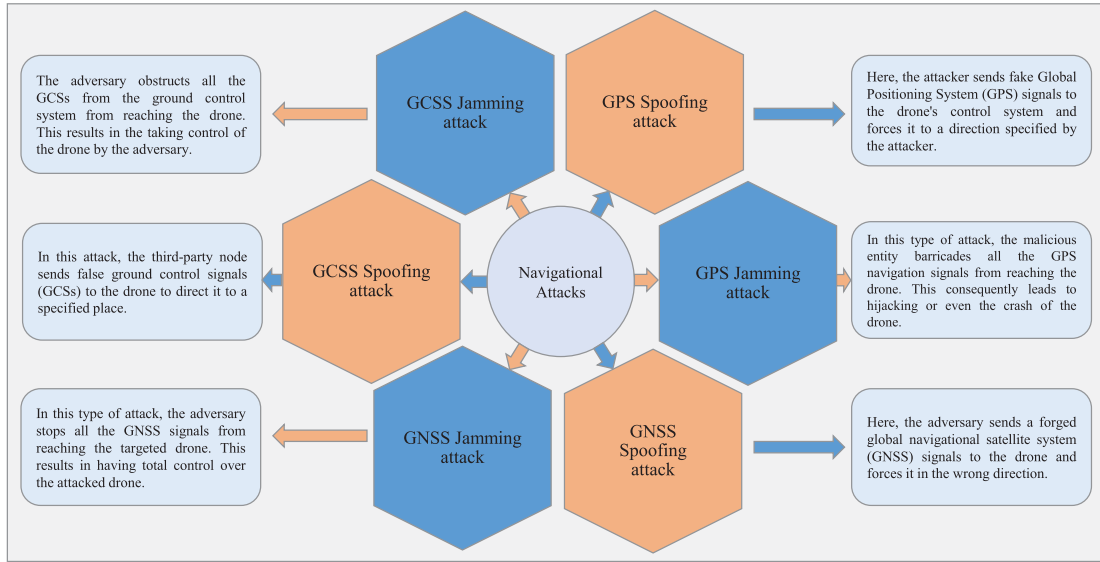 The adversary obstructs all the
GCSs from the ground control
system from reaching the drone.
This results in the taking control of
the drone by the adversary.
GCSS Jamming
attack
GPS Spoofing
attack
Here, the attacker sends fake Global
Positioning System (GPS) signals to
the drone's control system and
forces it to a direction specified by
the attacker.
In this attack, the third-party node
sends false ground control signals
(GCSs) to the drone to direct it to a
specified place.
GCSS Spoofing
attack
Navigational
Attacks
GPS Jamming
attack
In this type of attack, the malicious
entity barricades all the GPS
navigation signals from reaching the
drone. This consequently leads to
hijacking or even the crash of the
drone.
In this type of attack, the adversary
stops all the GNSS signals from
reaching the targeted drone. This
results in having total control over
the attacked drone.
GNSS Jamming
attack
GNSS
Spoofing
attack
Here, the adversary sends a forged
global navigational satellite system
(GNSS) signals to the drone and
forces it in the wrong direction.